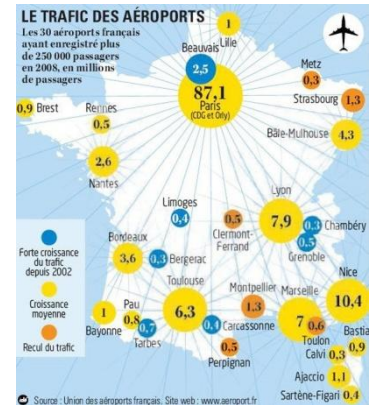 LE TRAFIC DES AÉROPORTS
Les 30 aéroports français
ayant enregistré plus
de 250 000 passagers
en 2008, en millions
de passagers
1
Lille
Beauvais
2,5
87,1
Paris
(CDG et Orly)
Metz
0,3
Strasbourg
1,3
0,9 Brest
Rennes
0,5
Bâle-Mulhouse
4,3
2,6
Nantes
Limoges
0,4
0,5
Clermont-
Ferrand
Lyon
7,9
0,3 Chambéry
0,5
Grenoble
Forte croissance
du trafic
depuis 2002
Croissance
moyenne
Recul du trafic
Bordeaux
3,6
0,3 Bergerac
Toulouse
6,3
Montpellier
1,3
Marseille
7
0,6
Toulon
Nice
10,4
1
Bayonne
Pau
0,8
0,7
Tarbes
0,4 Carcassonne
0,5
Perpignan
Bastia
0,9
Calvi 0,3
Ajaccio 1,1
Sartène-Figari 0,4
Source : Union des aéroports français. Site web : www.aeroport.fr